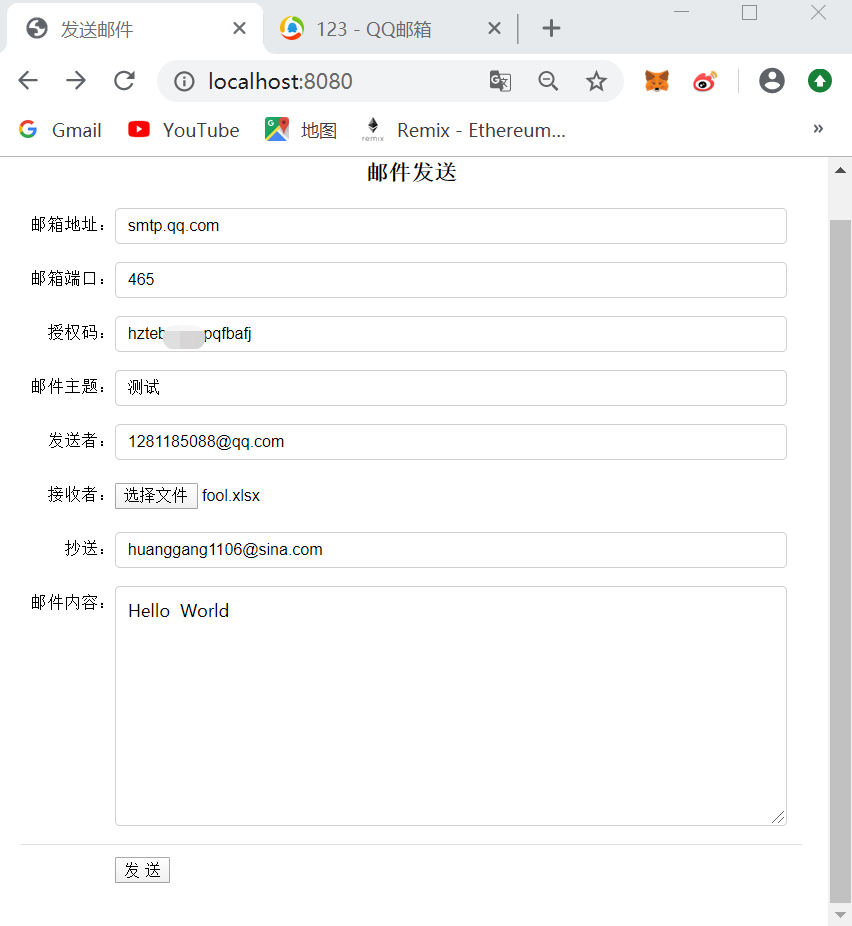 发送邮件
123 - QQ邮箱
localhost:8080
Gmail
YouTube
地图
remix
Remix - Ethereum...
»
邮件发送
邮箱地址： smtp.qq.com
邮箱端口： 465
授权码： hzteb pqfbafj
邮件主题： 测试
发送者： 1281185088@qq.com
接收者： 选择文件 fool.xlsx
抄送： huanggang1106@sina.com
邮件内容： Hello  World
发 送